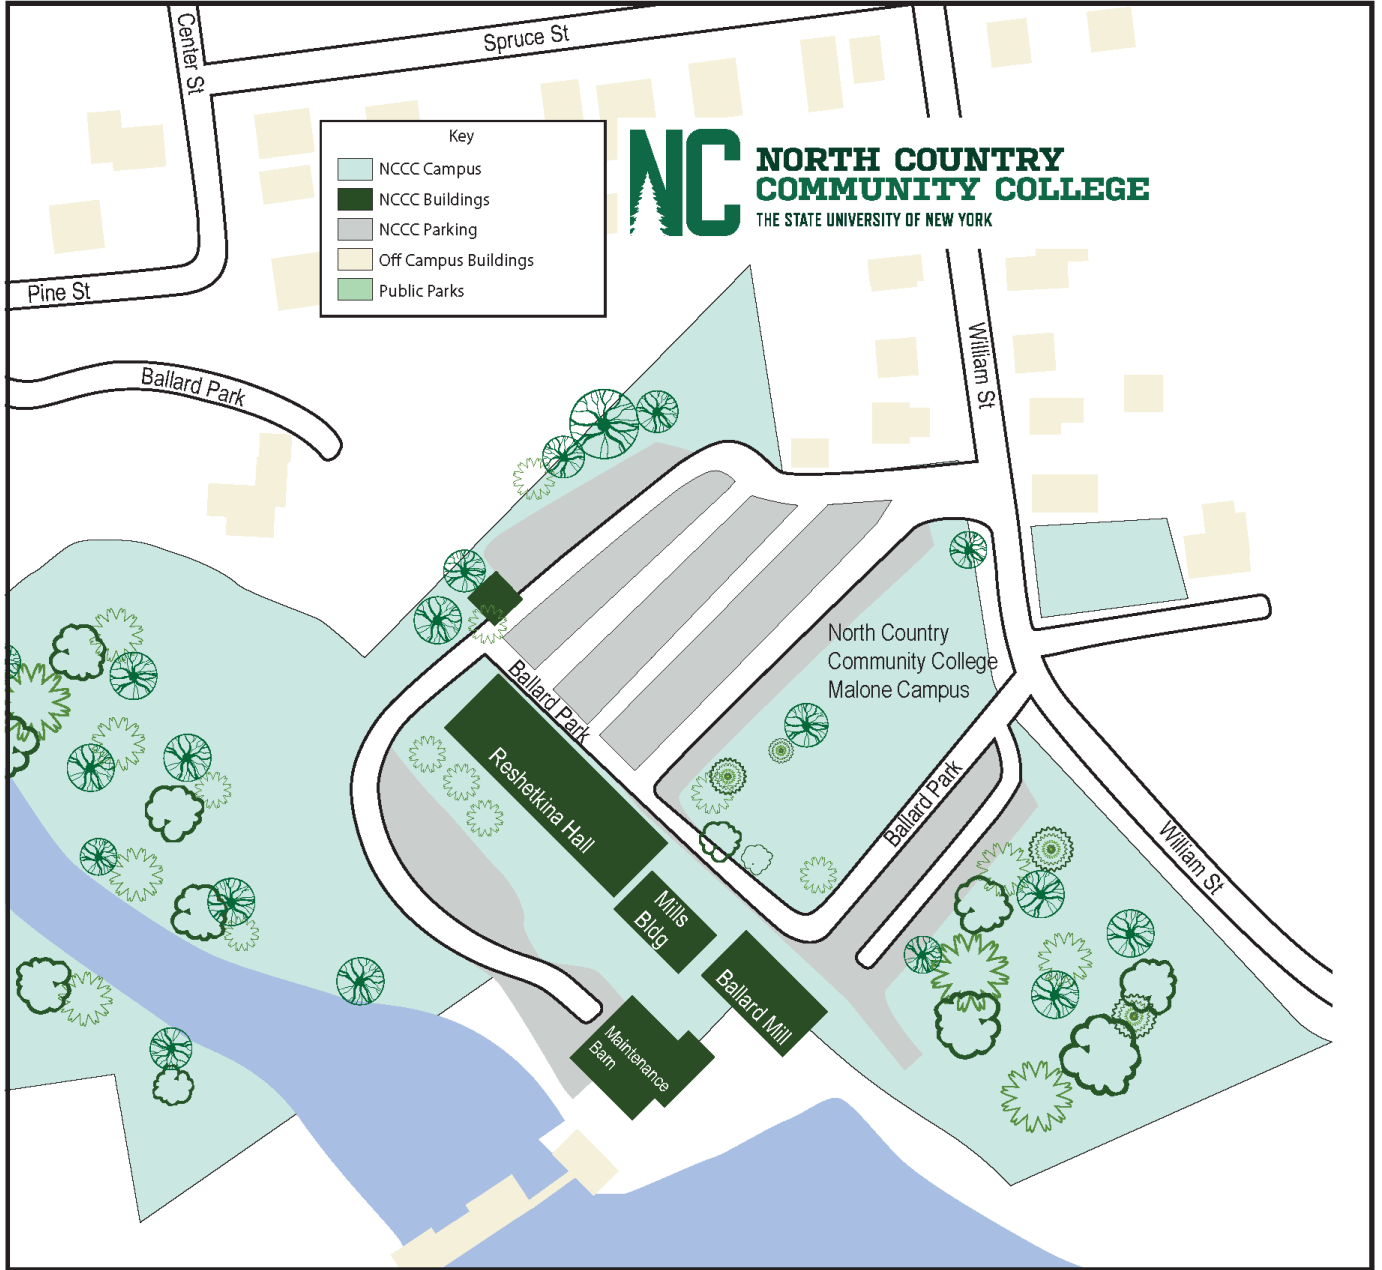 Center St
Spruce St
Key
NCCC Campus
NCCC Buildings
NCCC Parking
Off Campus Buildings
Public Parks
NC
NORTH COUNTRY
COMMUNITY COLLEGE
THE STATE UNIVERSITY OF NEW YORK
Pine St
Ballard Park
William St
North Country
Community College
Malone Campus
Ballard Park
Reshetkina Hall
Ballard Park
William St
Mills
Bldg
Ballard Mill
Maintenance
Barn